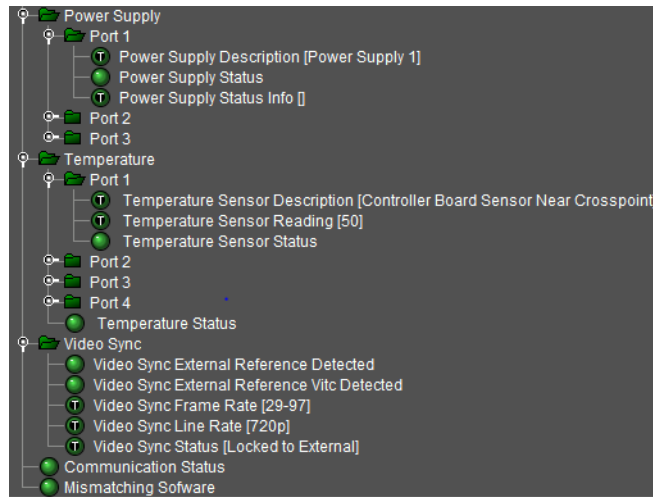 Power Supply
Port 1
T Power Supply Description [Power Supply 1]
Power Supply Status
T Power Supply Status Info []
Port 2
Port 3
Temperature
Port 1
T Temperature Sensor Description [Controller Board Sensor Near Crosspoint
T Temperature Sensor Reading [50]
Temperature Sensor Status
Port 2
Port 3
Port 4
Temperature Status
Video Sync
Video Sync External Reference Detected
Video Sync External Reference Vitc Detected
T Video Sync Frame Rate [29-97]
T Video Sync Line Rate [720p]
T Video Sync Status [Locked to External]
Communication Status
Mismatching Sofware